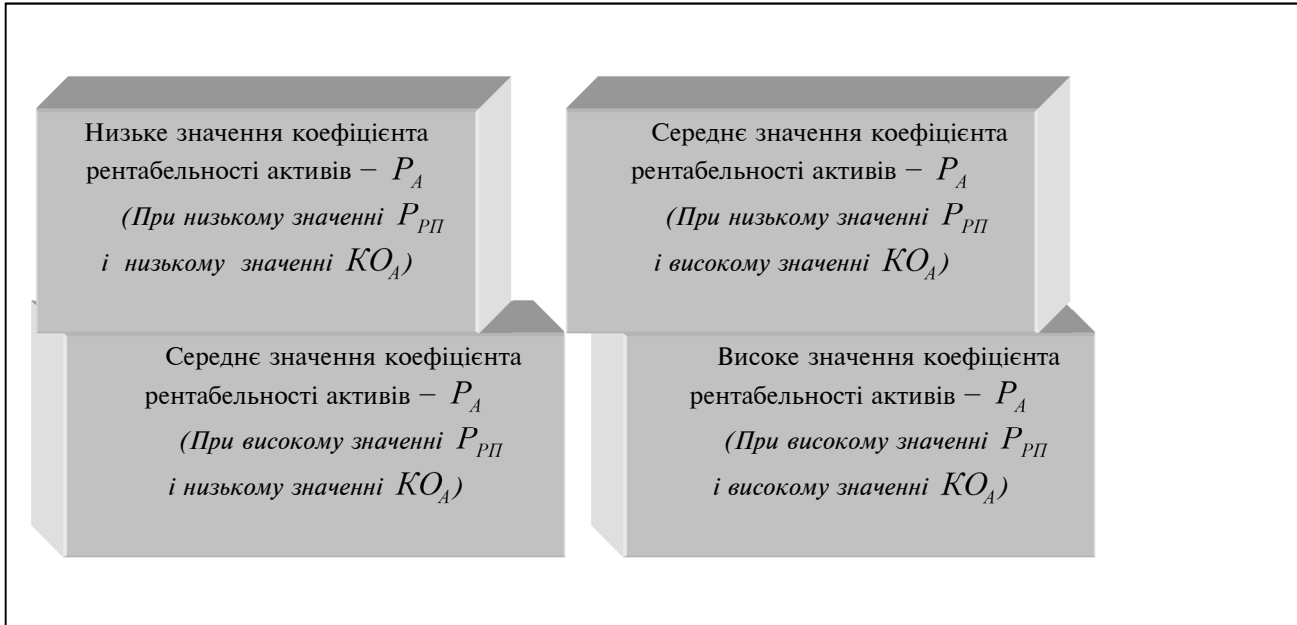 Низьке значення коефіцієнта
рентабельності активів – P_A
(При низькому значенні P_РП
і низькому значенні КО_А)
Середнє значення коефіцієнта
рентабельності активів – P_A
(При низькому значенні P_РП
і високому значенні КО_А)
Середнє значення коефіцієнта
рентабельності активів – P_A
(При високому значенні P_РП
і низькому значенні КО_А)
Високе значення коефіцієнта
рентабельності активів – P_A
(При високому значенні P_РП
і високому значенні КО_А)